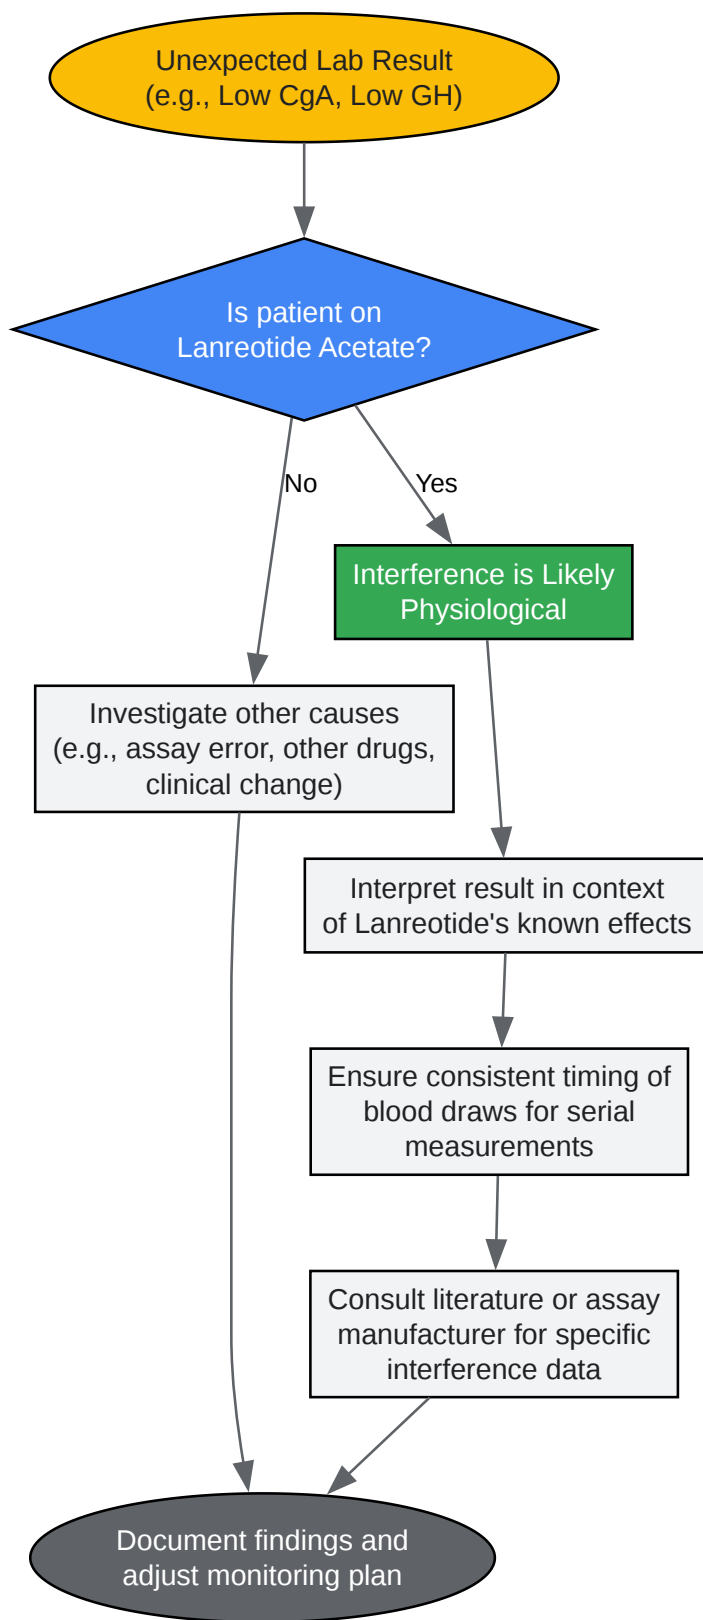 Unexpected Lab Result
(e.g., Low CgA, Low GH)
Is patient on
Lanreotide Acetate?
No
Yes
Interference is Likely
Physiological
Investigate other causes
(e.g., assay error, other drugs,
clinical change)
Interpret result in context
of Lanreotide's known effects
Ensure consistent timing of
blood draws for serial
measurements
Consult literature or assay
manufacturer for specific
interference data
Document findings and
adjust monitoring plan